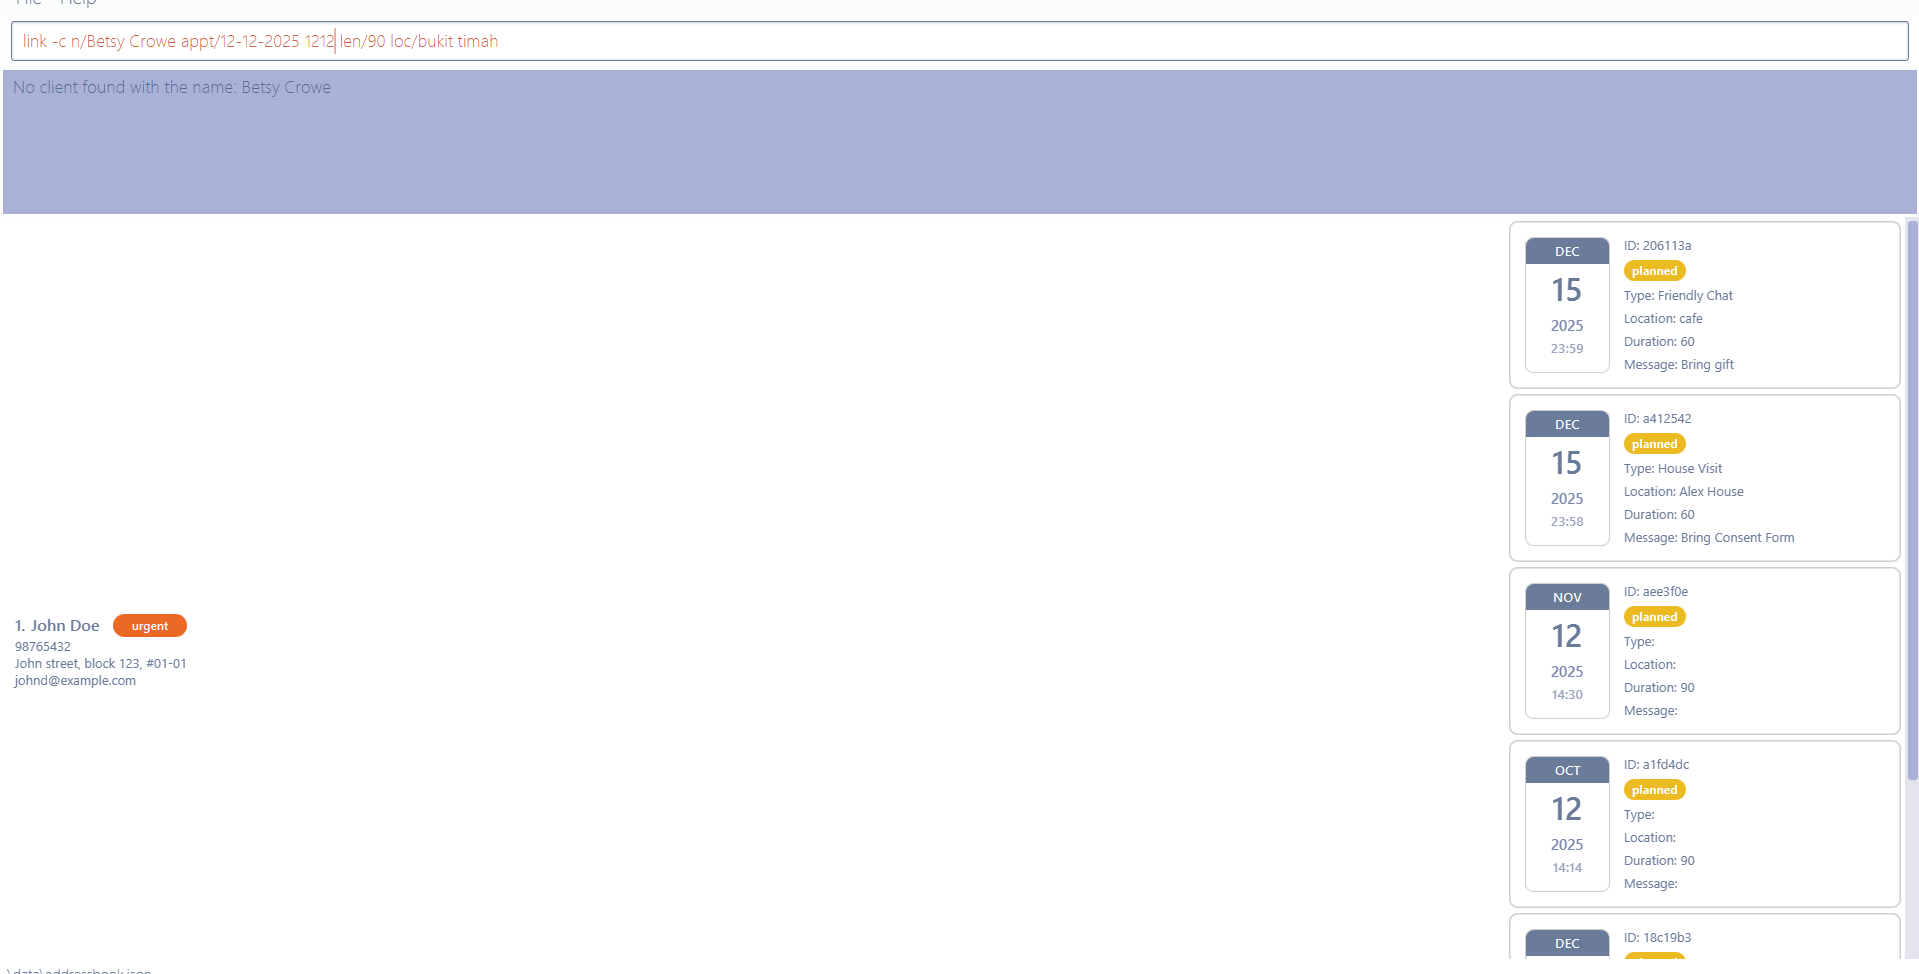 File Help
link -c n/Betsy Crowe appt/12-12-2025 1212 len/90 loc/bukit timah
No client found with the name: Betsy Crowe
1. John Doe urgent
98765432
John street, block 123, #01-01
johnd@example.com
DEC
15
2025
23:59
ID: 206113a
planned
Type: Friendly Chat
Location: cafe
Duration: 60
Message: Bring gift
DEC
15
2025
23:58
ID: a412542
planned
Type: House Visit
Location: Alex House
Duration: 60
Message: Bring Consent Form
NOV
12
2025
14:30
ID: aee3f0e
planned
Type:
Location:
Duration: 90
Message:
OCT
12
2025
14:14
ID: a1fd4dc
planned
Type:
Location:
Duration: 90
Message:
DEC
ID: 18c19b3